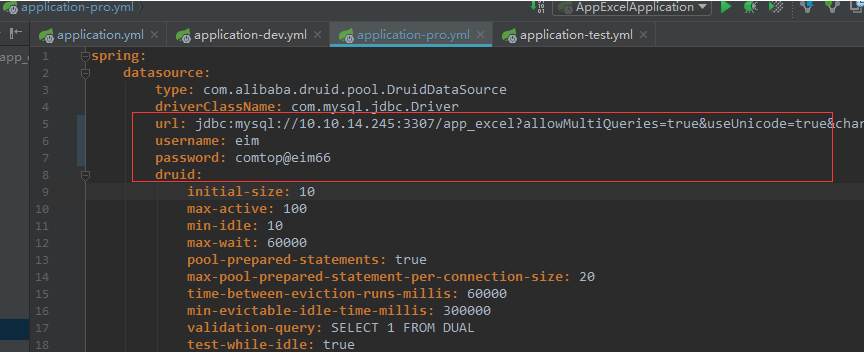 application-pro.yml
AppExcelApplication
application.yml
application-dev.yml
application-pro.yml
application-test.yml
app_e
1 spring:
2 datasource:
3 type: com.alibaba.druid.pool.DruidDataSource
4 driverClassName: com.mysql.jdbc.Driver
5 url: jdbc:mysql://10.10.14.245:3307/app_excel?allowMultiQueries=true&useUnicode=true&char
6 username: eim
7 password: comtop@eim66
8 druid:
9 initial-size: 10
10 max-active: 100
11 min-idle: 10
12 max-wait: 60000
13 pool-prepared-statements: true
14 max-pool-prepared-statement-per-connection-size: 20
15 time-between-eviction-runs-millis: 60000
16 min-evictable-idle-time-millis: 300000
17 validation-query: SELECT 1 FROM DUAL
18 test-while-idle: true